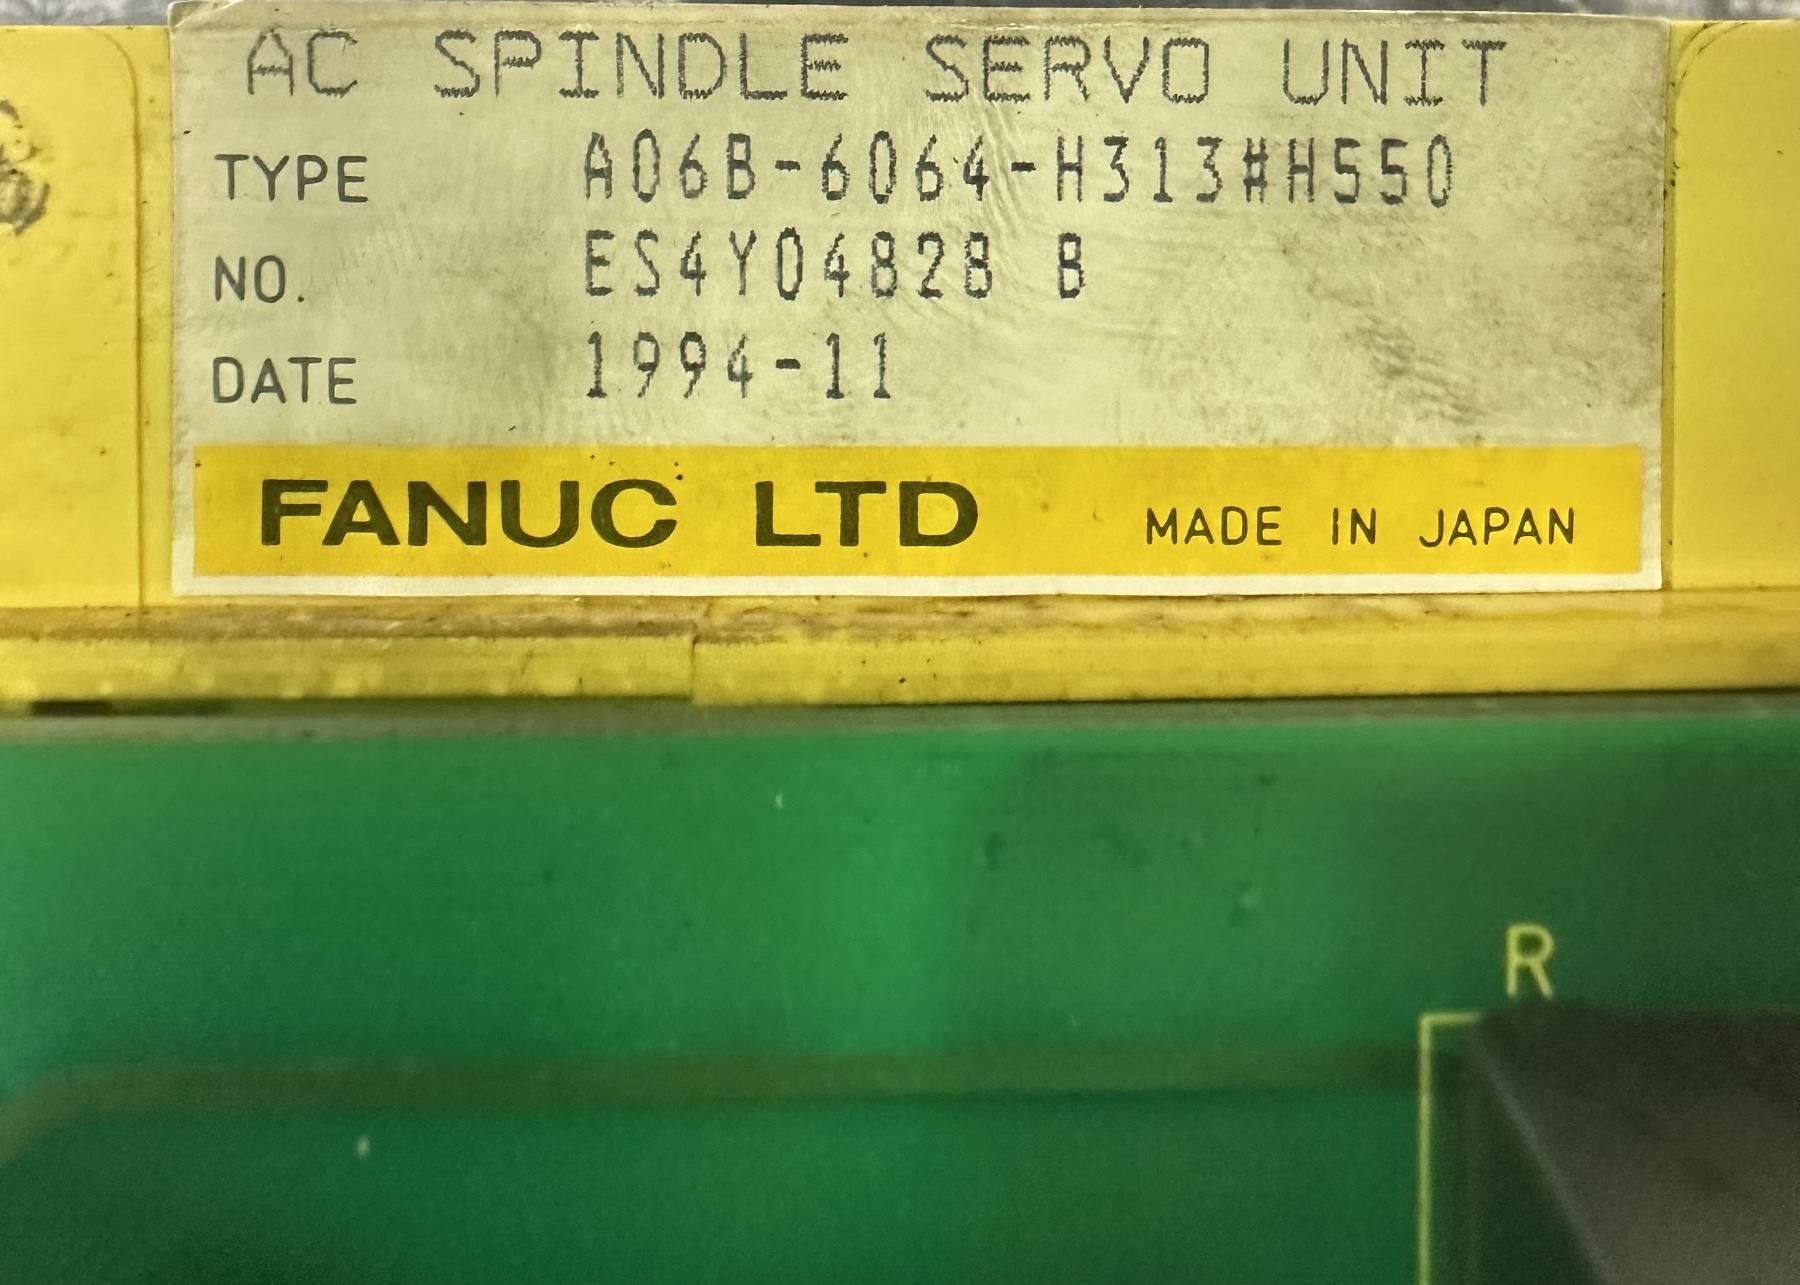 AC SPINDLE SERVO UNIT
TYPE A06B-6064-H313#H550
NO. ES4Y04828 B
DATE 1994-11
FANUC LTD MADE IN JAPAN
R